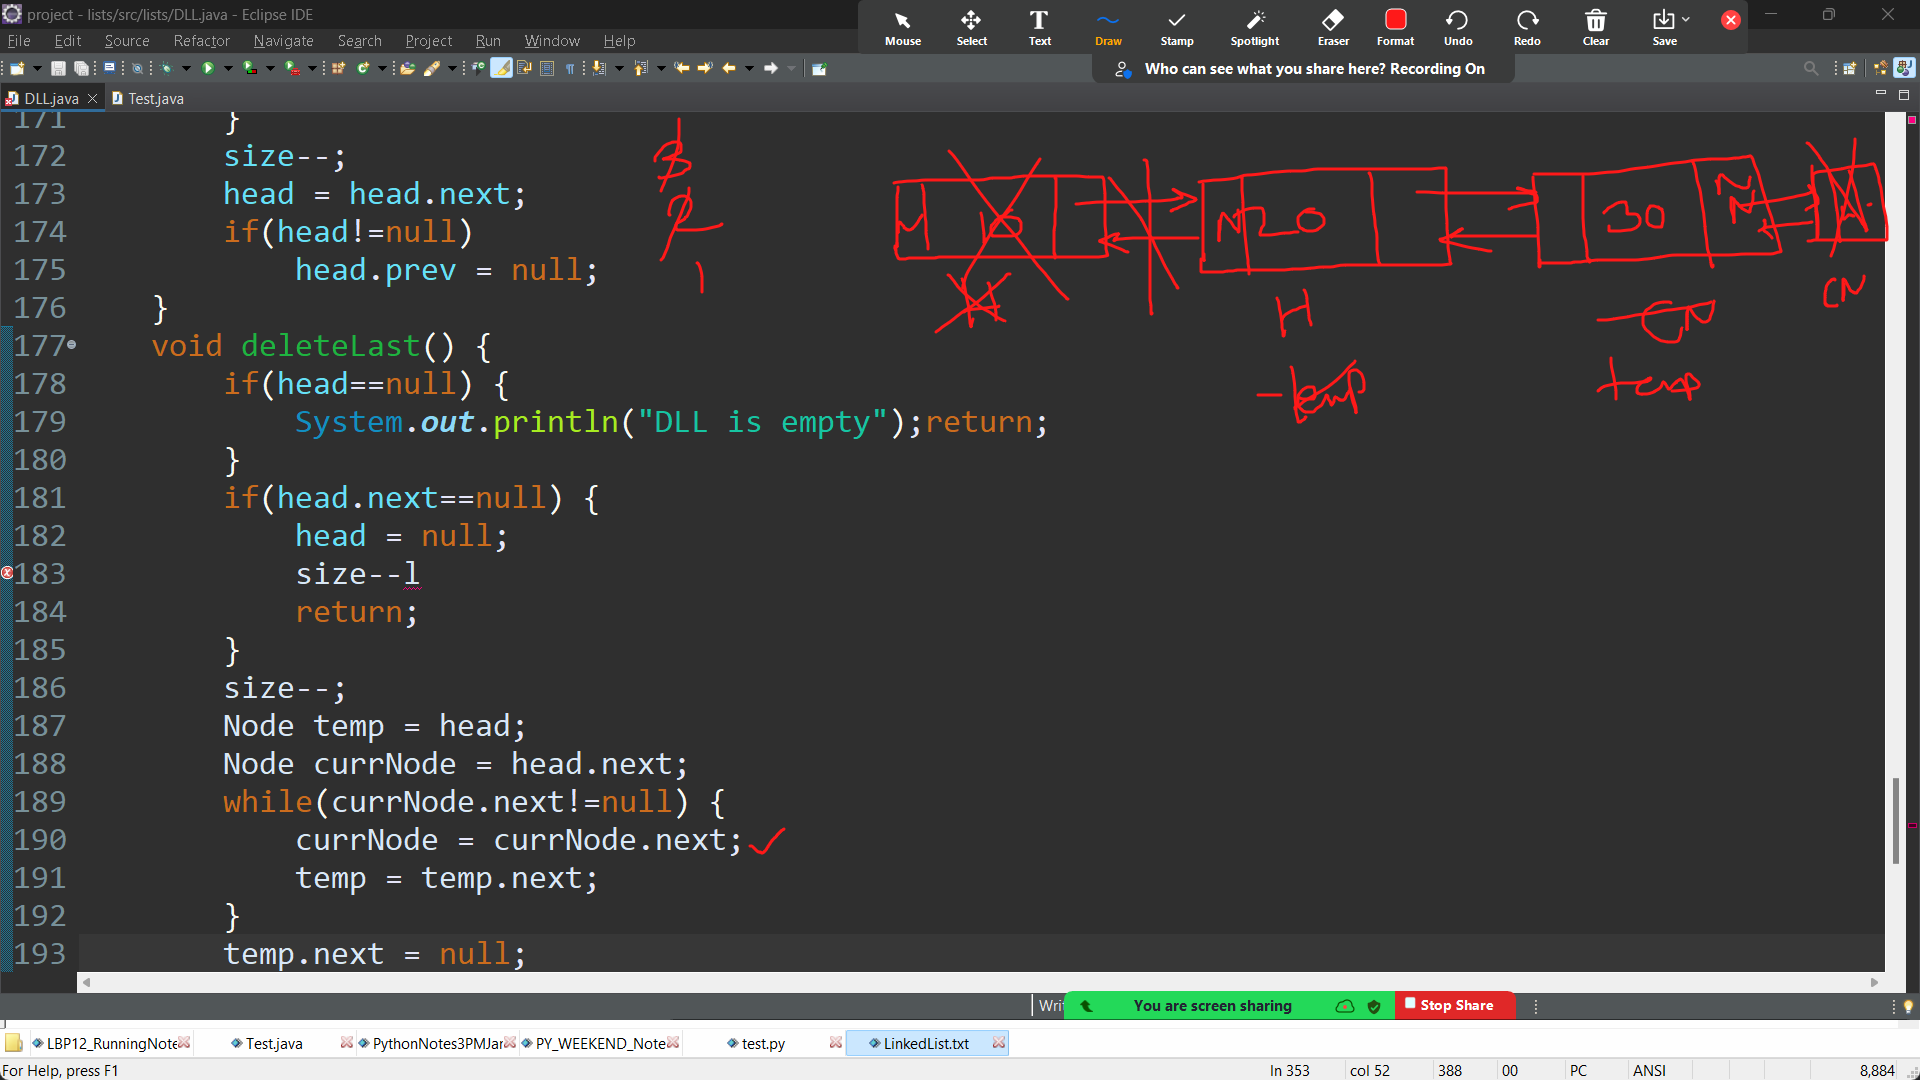 project - lists/src/lists/DLL.java - Eclipse IDE
File Edit Source Refactor Navigate Search Project Run Window Help
Mouse Select Text Draw Stamp Spotlight Eraser Format Undo Redo Clear Save
Who can see what you share here? Recording On
DLL.java Test.java
171 }
172 size--;
173 head = head.next;
174 if(head!=null)
175 head.prev = null;
176 }
177 void deleteLast() {
178 if(head==null) {
179 System.out.println("DLL is empty");return;
180 }
181 if(head.next==null) {
182 head = null;
183 size--l
184 return;
185 }
186 size--;
187 Node temp = head;
188 Node currNode = head.next;
189 while(currNode.next!=null) {
190 currNode = currNode.next;
191 temp = temp.next;
192 }
193 temp.next = null;
3
2
1
10 N 20 30 N N
H CN CN
temp temp
Wri
You are screen sharing Stop Share
LBP12_RunningNote Test.java PythonNotes3PMJar PY_WEEKEND_Note test.py LinkedList.txt
For Help, press F1 ln 353 col 52 388 00 PC ANSI 8,884